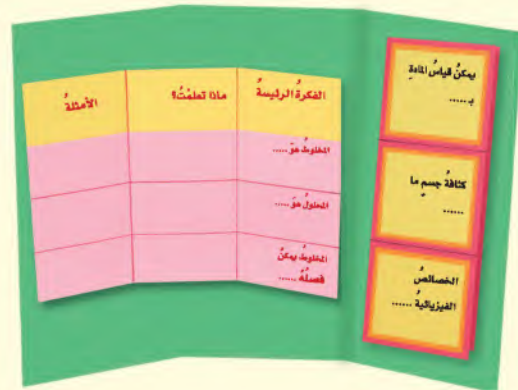 يمكنُ قياسُ المادةِ
بـ ......
كثافةُ جسمٍ ما
......
الخصائصُ
الفيزيائيةُ ......
الفكرةُ الرئيسةُ
ماذا تعلمْتُ؟
الأمثلةُ
المخلوطُ هوَ .....
المحلولُ هوَ .....
المخلوطُ يمكنُ
فصلُهُ ......